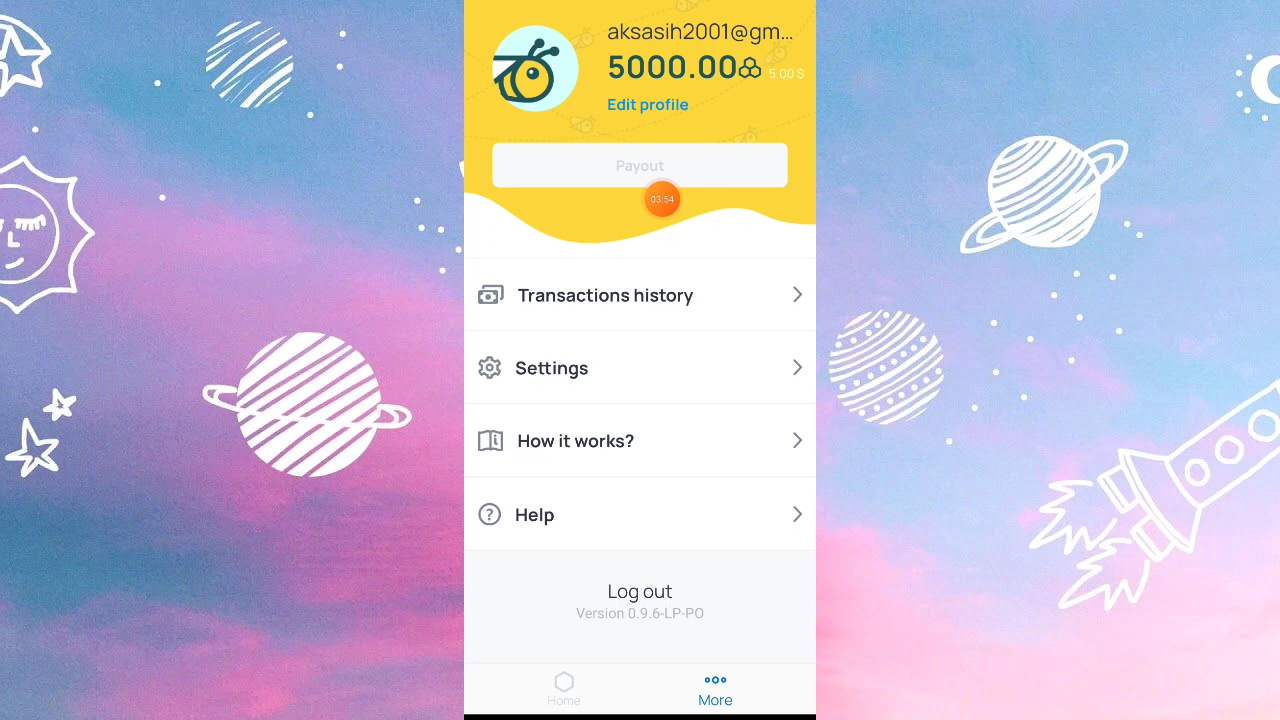 aksasih2001@gm...
5000.00 5.00 $
Edit profile
Payout
03:54
Transactions history
Settings
How it works?
Help
Log out
Version 0.9.6-LP-PO
Home
More